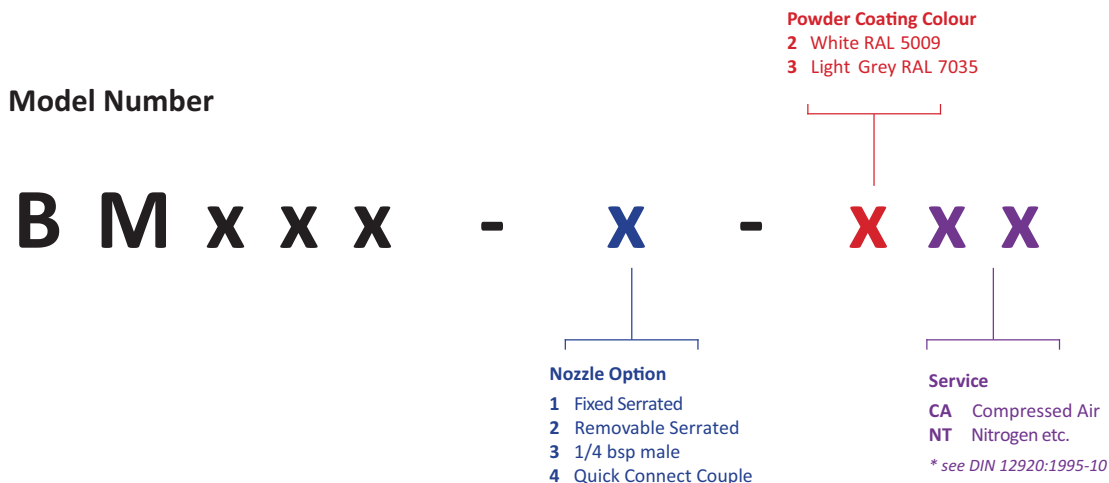 Powder Coating Colour
2 White RAL 5009
3 Light Grey RAL 7035
Model Number
B M x x x - x - x x x
Nozzle Option
1 Fixed Serrated
2 Removable Serrated
3 1/4 bsp male
4 Quick Connect Couple
Service
CA Compressed Air
NT Nitrogen etc.
* see DIN 12920:1995-10